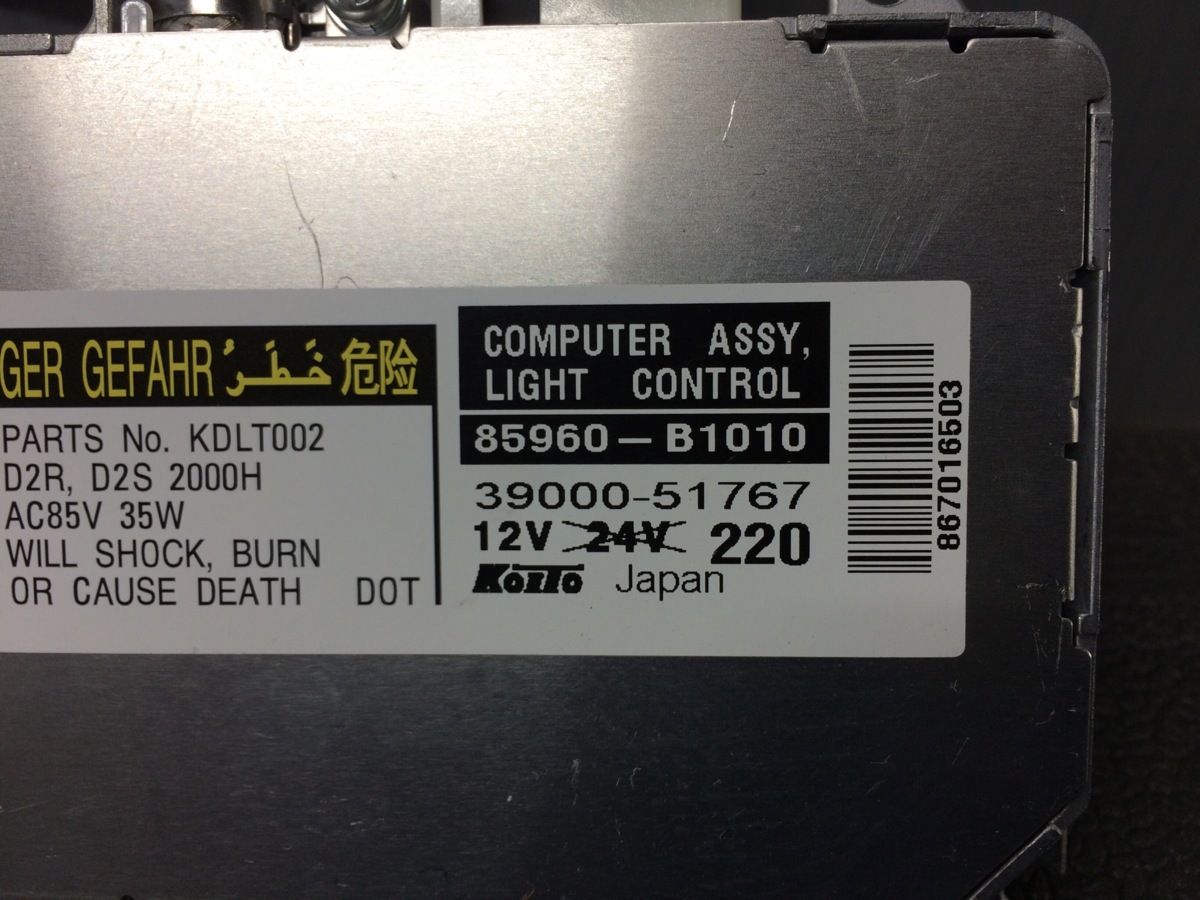 GER GEFAHR خَطَرُ 危险
PARTS No. KDLT002
D2R, D2S 2000H
AC85V 35W
WILL SHOCK, BURN
OR CAUSE DEATH DOT
COMPUTER ASSY,
LIGHT CONTROL
85960-B1010
39000-51767
12V 24V 220
KOITO Japan
867016503